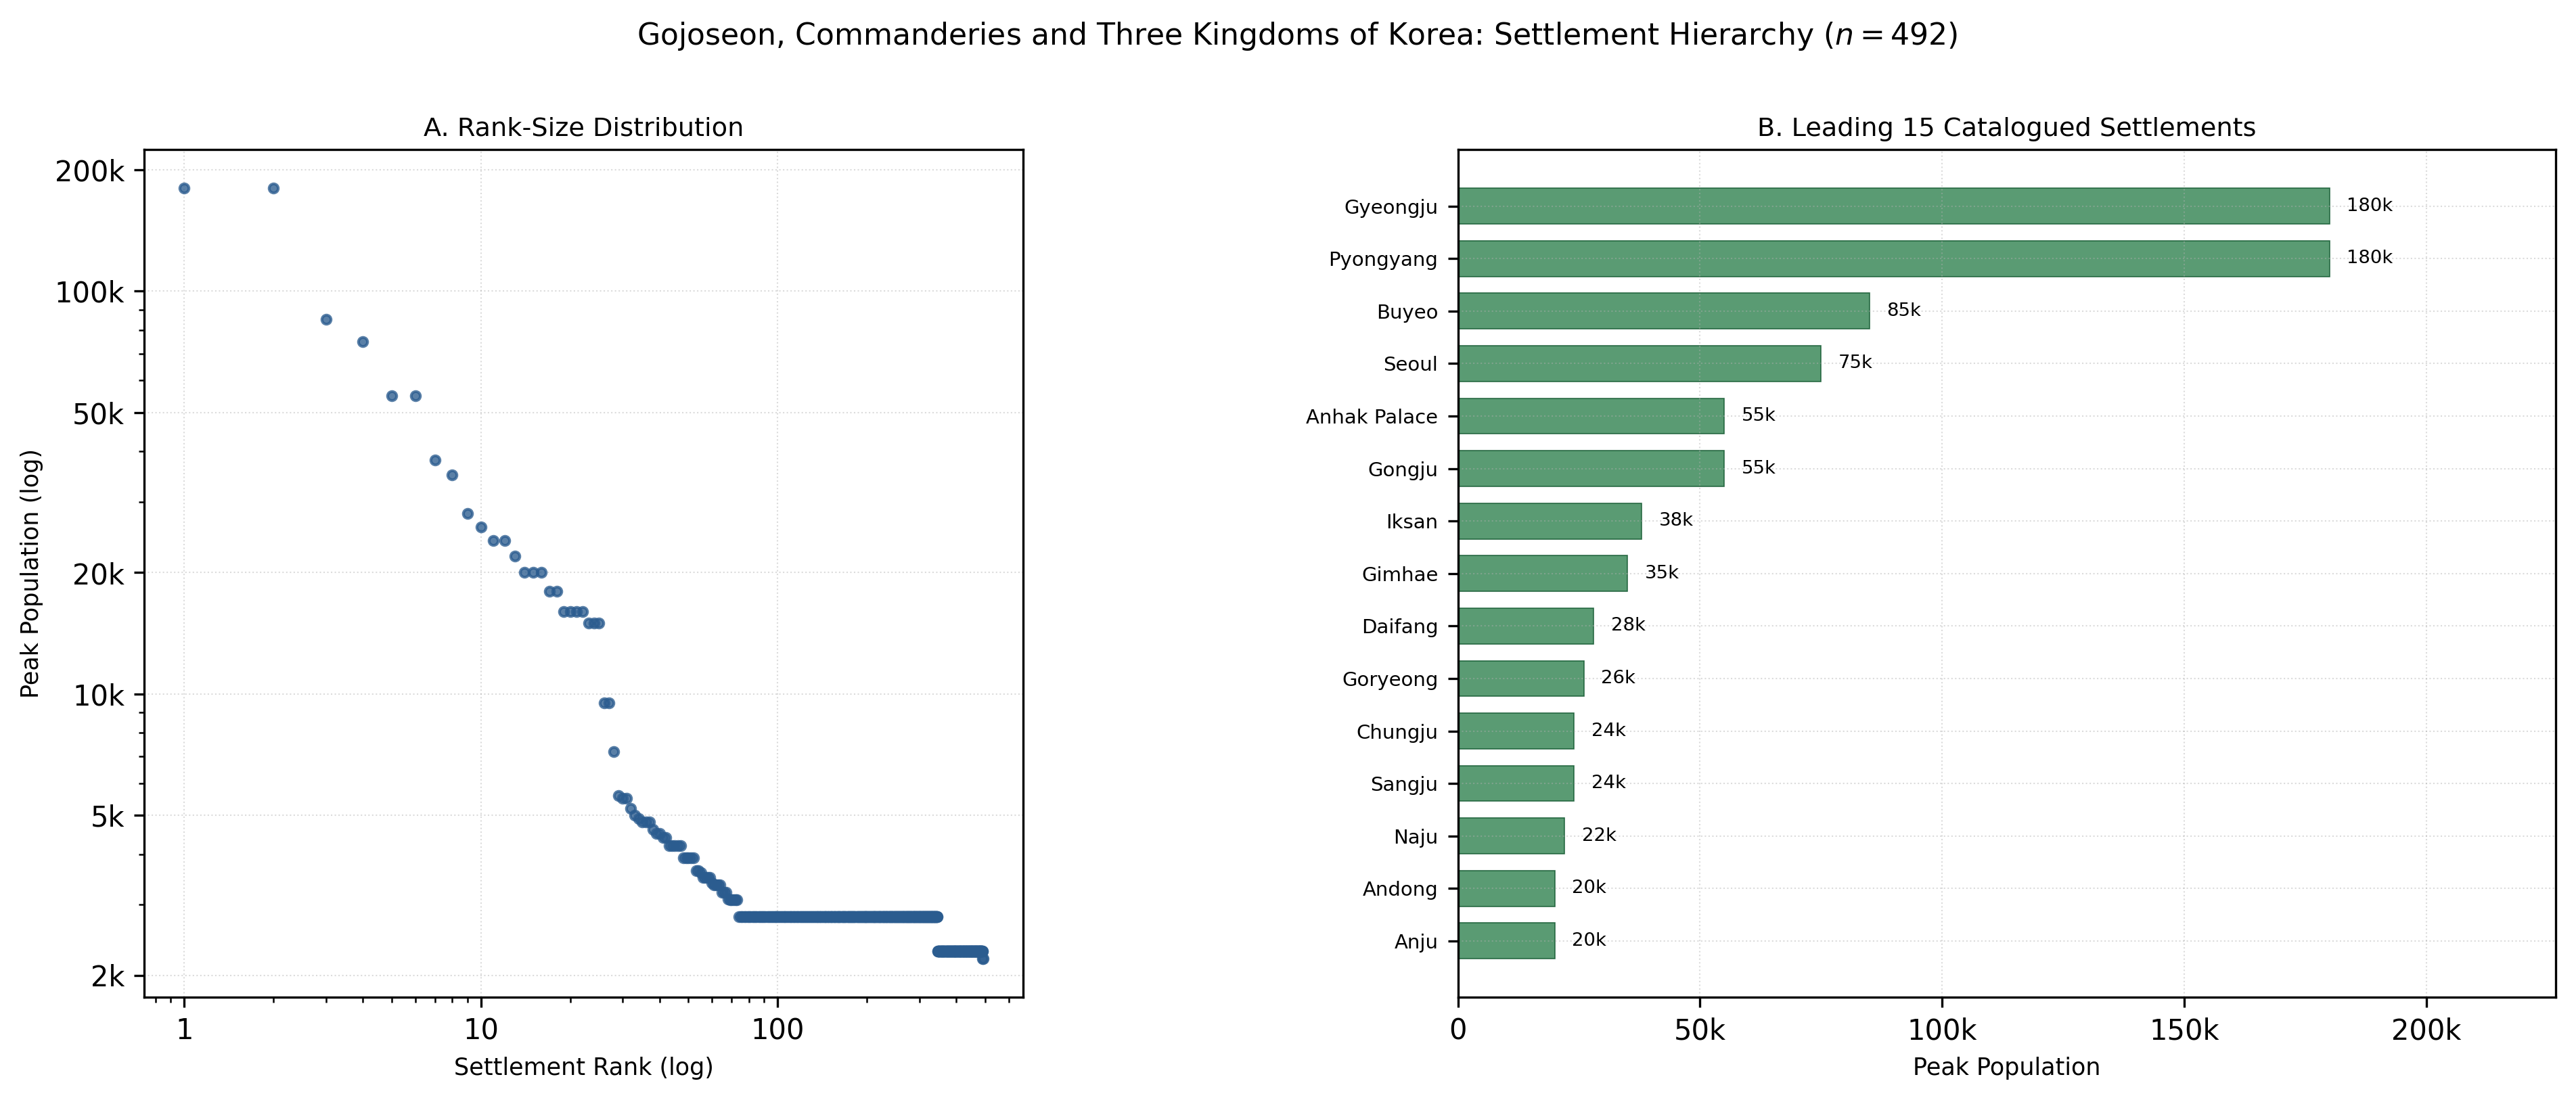 Gojoseon, Commanderies and Three Kingdoms of Korea: Settlement Hierarchy (n = 492)
A. Rank-Size Distribution
200k
100k
50k
20k
10k
5k
2k
Peak Population (log)
1
10
100
Settlement Rank (log)
B. Leading 15 Catalogued Settlements
Gyeongju 180k
Pyongyang 180k
Buyeo 85k
Seoul 75k
Anhak Palace 55k
Gongju 55k
Iksan 38k
Gimhae 35k
Daifang 28k
Goryeong 26k
Chungju 24k
Sangju 24k
Naju 22k
Andong 20k
Anju 20k
0
50k
100k
150k
200k
Peak Population